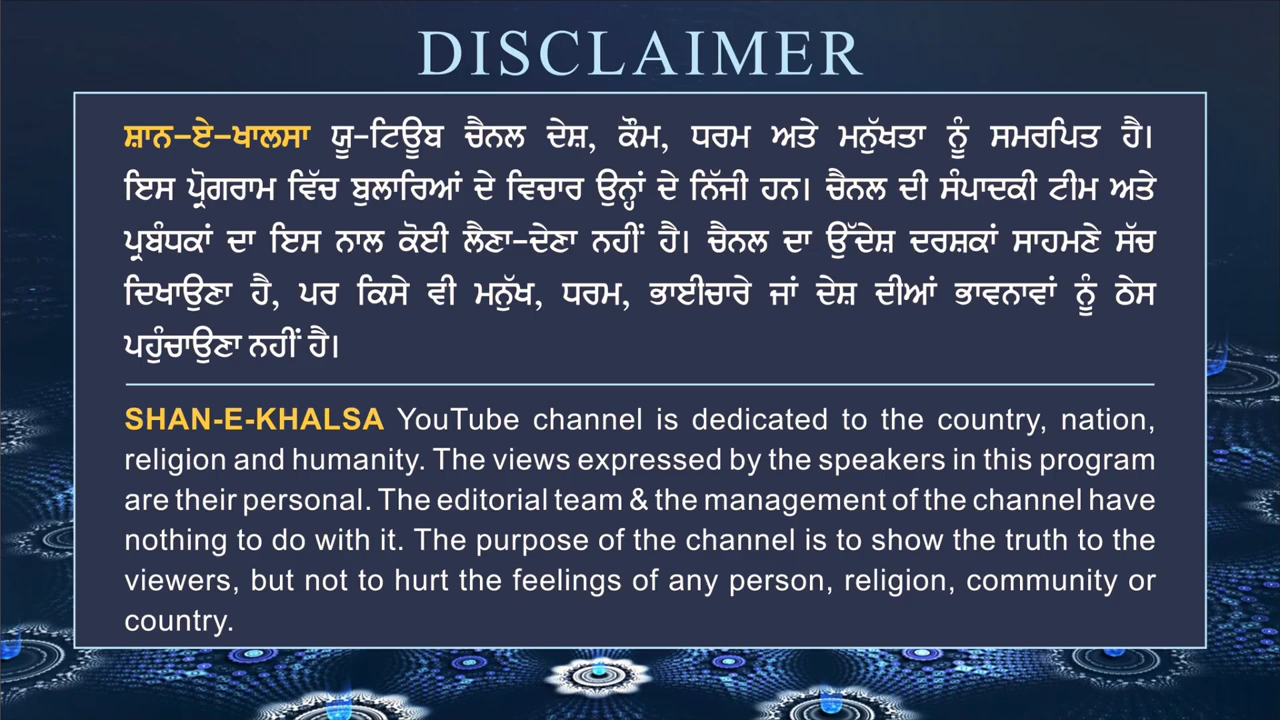 DISCLAIMER
ਸ਼ਾਨ-ਏ-ਖਾਲਸਾ ਯੂ-ਟਿਊਬ ਚੈਨਲ ਦੇਸ਼, ਕੌਮ, ਧਰਮ ਅਤੇ ਮਨੁੱਖਤਾ ਨੂੰ ਸਮਰਪਿਤ ਹੈ।
ਇਸ ਪ੍ਰੋਗਰਾਮ ਵਿੱਚ ਬੁਲਾਰਿਆਂ ਦੇ ਵਿਚਾਰ ਉਨ੍ਹਾਂ ਦੇ ਨਿੱਜੀ ਹਨ। ਚੈਨਲ ਦੀ ਸੰਪਾਦਕੀ ਟੀਮ ਅਤੇ
ਪ੍ਰਬੰਧਕਾਂ ਦਾ ਇਸ ਨਾਲ ਕੋਈ ਲੈਣਾ-ਦੇਣਾ ਨਹੀਂ ਹੈ। ਚੈਨਲ ਦਾ ਉੱਦੇਸ਼ ਦਰਸ਼ਕਾਂ ਸਾਹਮਣੇ ਸੱਚ
ਦਿਖਾਉਣਾ ਹੈ, ਪਰ ਕਿਸੇ ਵੀ ਮਨੁੱਖ, ਧਰਮ, ਭਾਈਚਾਰੇ ਜਾਂ ਦੇਸ਼ ਦੀਆਂ ਭਾਵਨਾਵਾਂ ਨੂੰ ਠੇਸ
ਪਹੁੰਚਾਉਣਾ ਨਹੀਂ ਹੈ।
SHAN-E-KHALSA YouTube channel is dedicated to the country, nation,
religion and humanity. The views expressed by the speakers in this program
are their personal. The editorial team & the management of the channel have
nothing to do with it. The purpose of the channel is to show the truth to the
viewers, but not to hurt the feelings of any person, religion, community or
country.